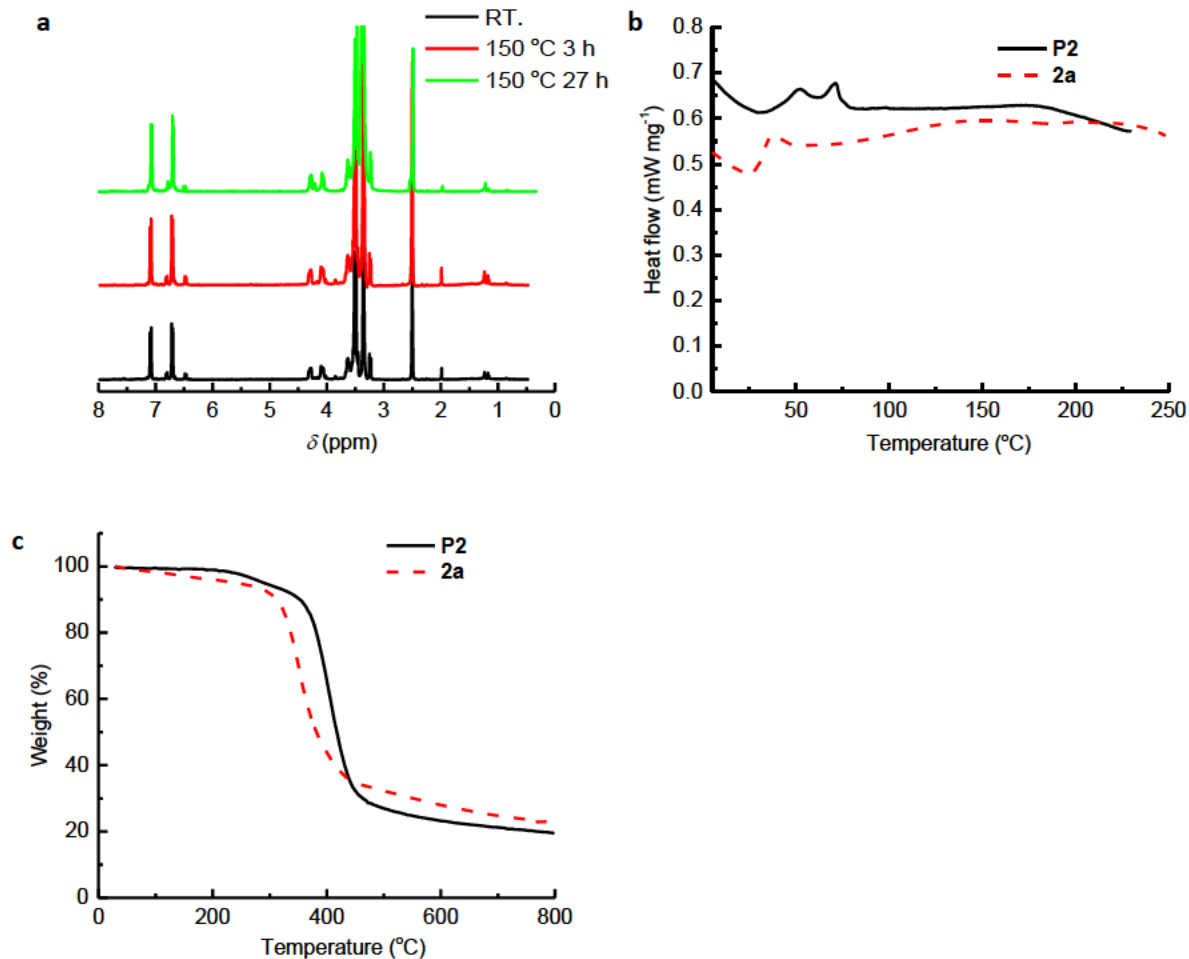 a
RT.
150 °C 3 h
150 °C 27 h
8 7 6 5 4 3 2 1 0
δ (ppm)
b
P2
2a
0.8
0.7
0.6
0.5
0.4
0.3
0.2
0.1
0.0
Heat flow (mW mg-1)
50 100 150 200 250
Temperature (°C)
c
P2
2a
100
80
60
40
20
0
Weight (%)
0 200 400 600 800
Temperature (°C)